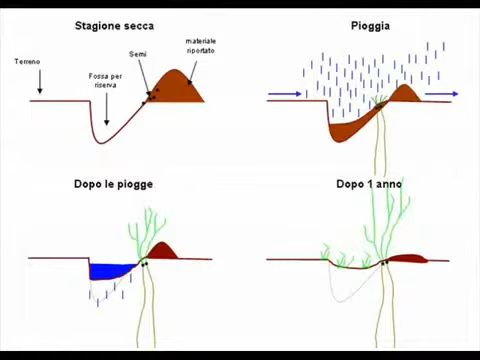 Stagione secca
Pioggia
materiale
riportato
Semi
Terreno
Fossa per
riserva
Dopo le piogge
Dopo 1 anno